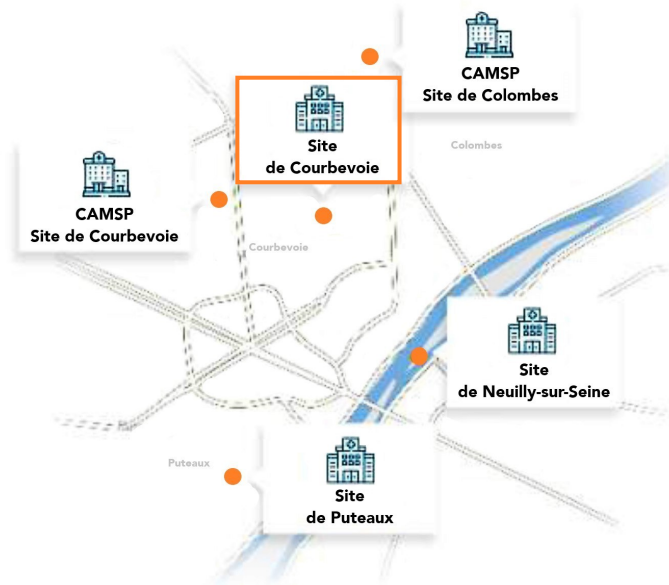 CAMSP
Site de Colombes
Site
de Courbevoie
Colombes
CAMSP
Site de Courbevoie
Courbevoie
Site
de Neuilly-sur-Seine
Puteaux
Site
de Puteaux